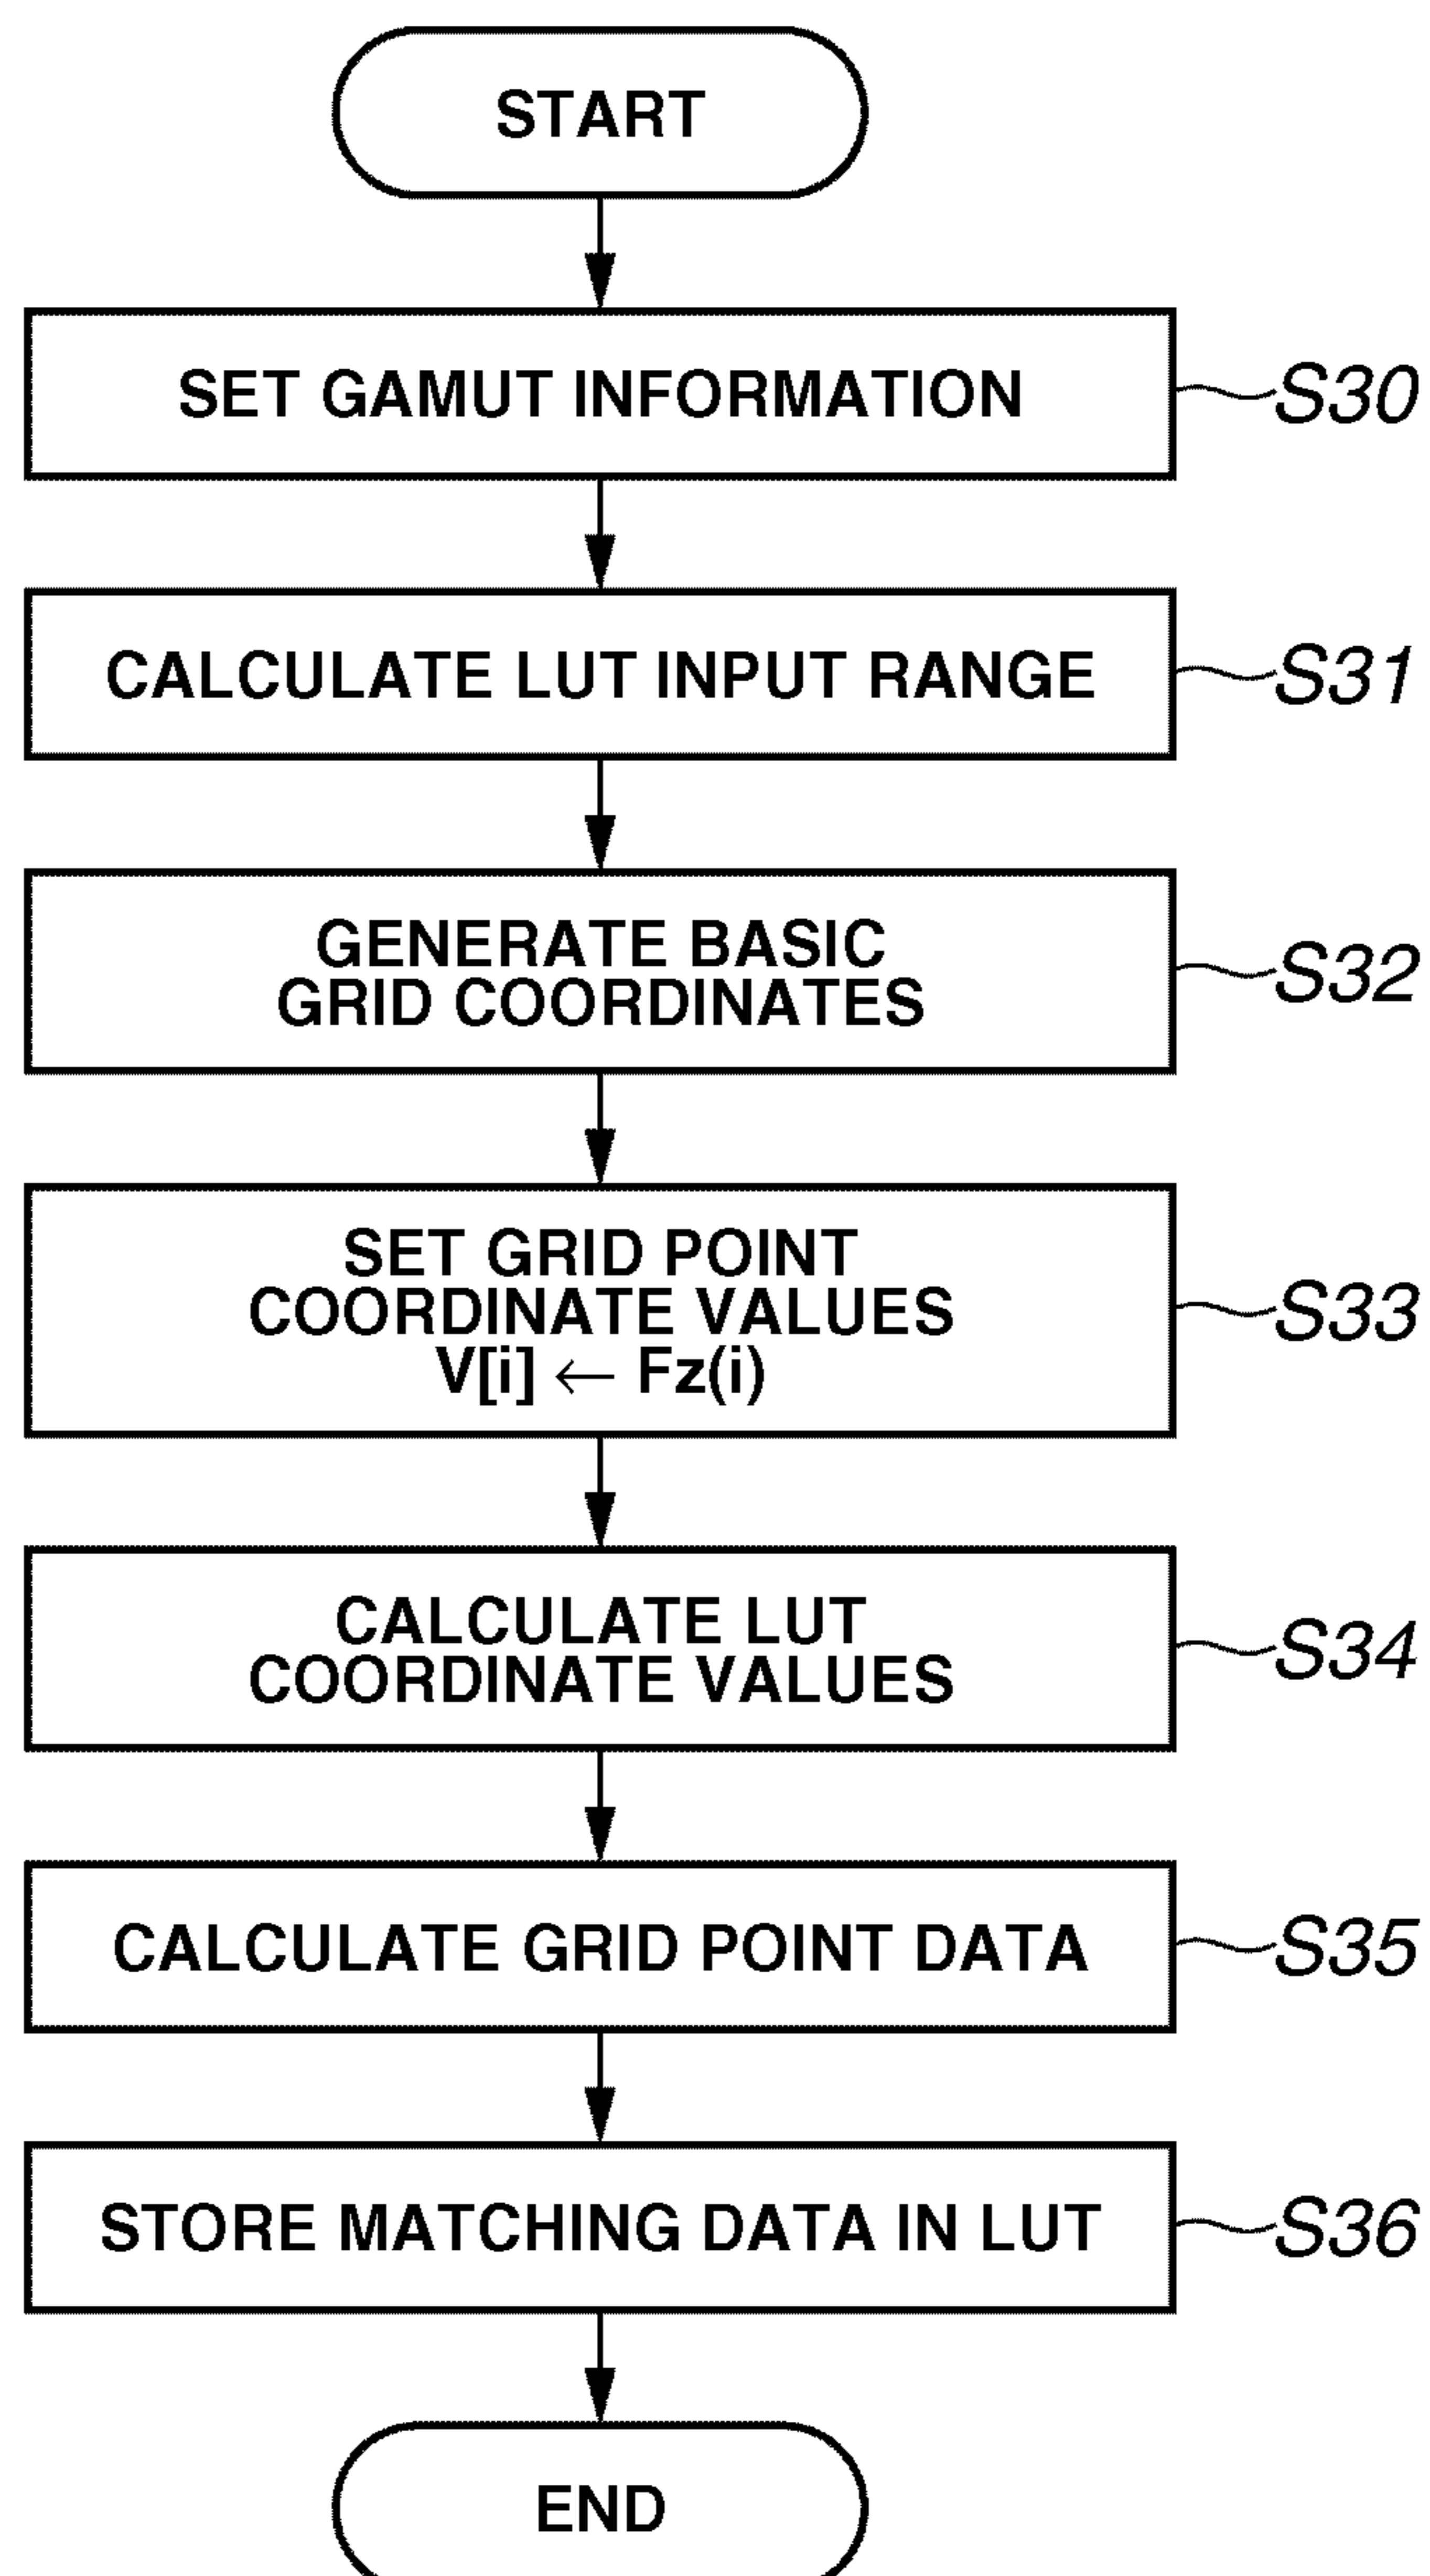 START
SET GAMUT INFORMATION
S30
CALCULATE LUT INPUT RANGE
S31
GENERATE BASIC
GRID COORDINATES
S32
SET GRID POINT
COORDINATE VALUES
V[i] ← Fz(i)
S33
CALCULATE LUT
COORDINATE VALUES
S34
CALCULATE GRID POINT DATA
S35
STORE MATCHING DATA IN LUT
S36
END